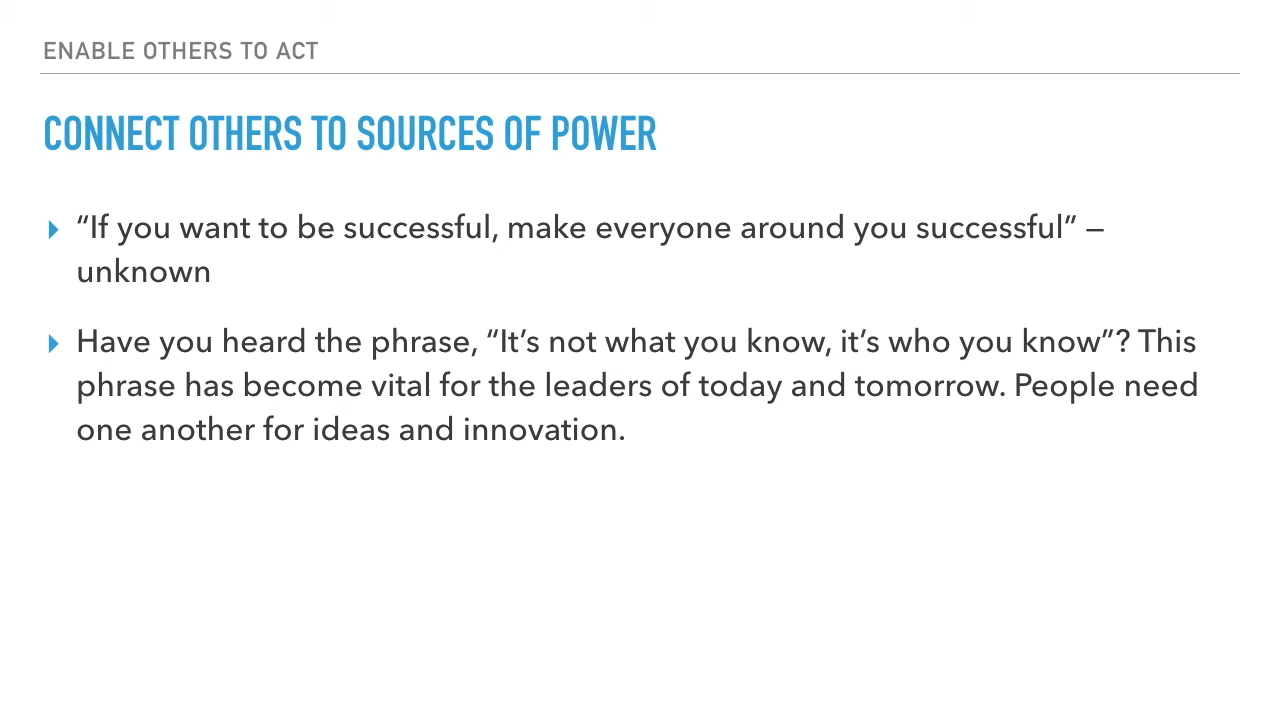 ENABLE OTHERS TO ACT
CONNECT OTHERS TO SOURCES OF POWER
“If you want to be successful, make everyone around you successful” —
unknown
Have you heard the phrase, “It’s not what you know, it’s who you know”? This
phrase has become vital for the leaders of today and tomorrow. People need
one another for ideas and innovation.